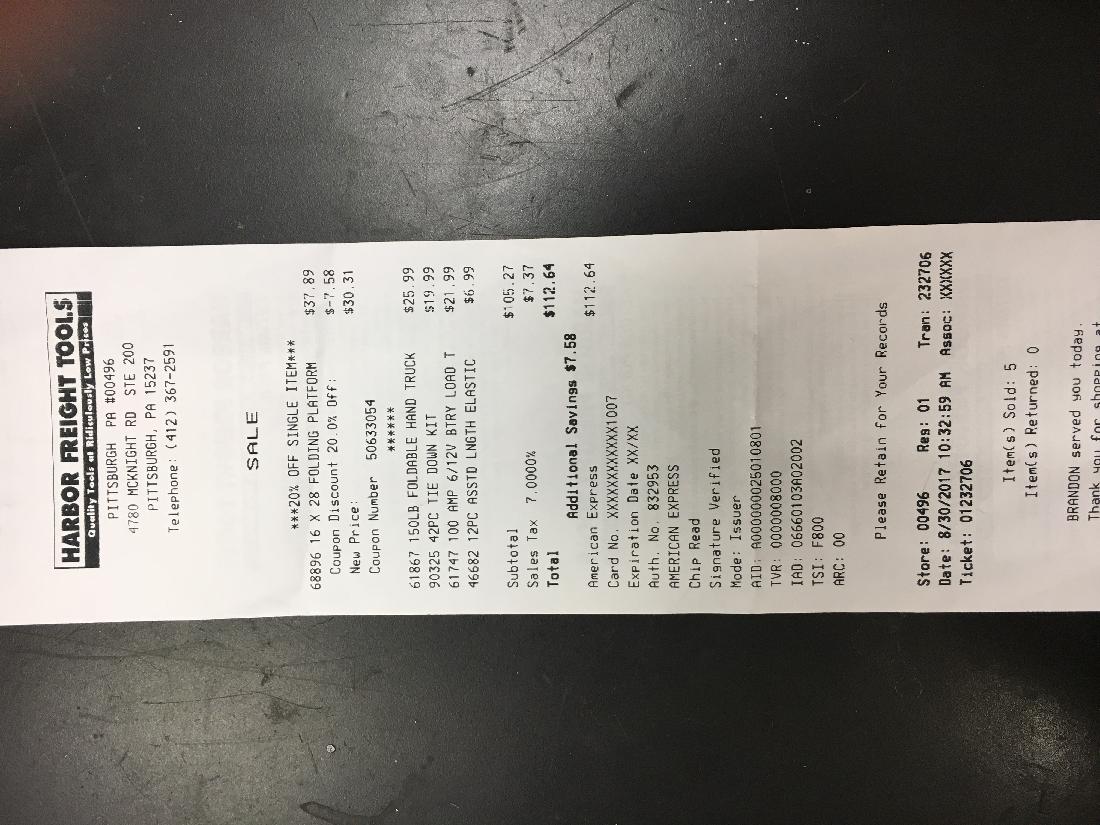 HARBOR FREIGHT TOOLS
Quality Tools at Ridiculously Low Prices
PITTSBURGH PA #00496
4780 MCKNIGHT RD STE 200
PITTSBURGH, PA 15237
Telephone: (412) 367-2591
SALE
***20% OFF SINGLE ITEM***
68896 16 X 28 FOLDING PLATFORM $37.89
Coupon Discount 20.0% Off: $-7.58
New Price: $30.31
Coupon Number 50633054
******
61867 150LB FOLDABLE HAND TRUCK $25.99
90325 42PC TIE DOWN KIT $19.99
61747 100 AMP 6/12V BTRY LOAD T $21.99
46682 12PC ASSTD LNGTH ELASTIC $6.99
Subtotal $105.27
Sales Tax 7.0000% $7.37
Total $112.64
Additional Savings $7.58
American Express $112.64
Card No. XXXXXXXXXXX1007
Expiration Date XX/XX
Auth. No. 832953
AMERICAN EXPRESS
Chip Read
Signature Verified
Mode: Issuer
AID: A000000025010801
TVR: 0000008000
IAD: 06660103A02002
TSI: F800
ARC: 00
Please Retain for Your Records
Store: 00496 Reg: 01 Tran: 232706
Date: 8/30/2017 10:32:59 AM Assoc: XXXXXX
Ticket: 01232706
Item(s) Sold: 5
Item(s) Returned: 0
BRANDON served you today.
Thank you for shopping at